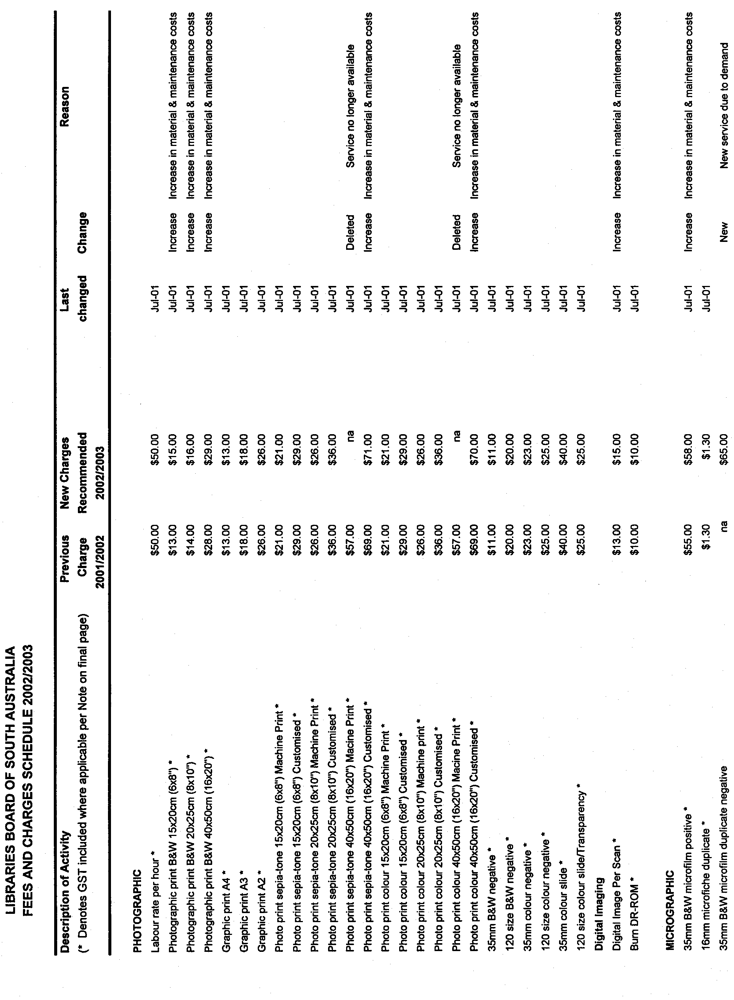 LIBRARIES BOARD OF SOUTH AUSTRALIA
FEES AND CHARGES SCHEDULE 2002/2003
Description of Activity Previous New Charges Last Reason
(* Denotes GST included where applicable per Note on final page) Charge Recommended changed Change
2001/2002 2002/2003
PHOTOGRAPHIC
Labour rate per hour * $50.00 $50.00 Jul-01
Photographic print B&W 15x20cm (6x8") * $13.00 $15.00 Jul-01 Increase Increase in material & maintenance costs
Photographic print B&W 20x25cm (8x10") * $14.00 $16.00 Jul-01 Increase Increase in material & maintenance costs
Photographic print B&W 40x50cm (16x20") * $28.00 $29.00 Jul-01 Increase Increase in material & maintenance costs
Graphic print A4 * $13.00 $13.00 Jul-01
Graphic print A3 * $18.00 $18.00 Jul-01
Graphic print A2 * $26.00 $26.00 Jul-01
Photo print sepia-tone 15x20cm (6x8") Machine Print * $21.00 $21.00 Jul-01
Photo print sepia-tone 15x20cm (6x8") Customised * $29.00 $29.00 Jul-01
Photo print sepia-tone 20x25cm (8x10") Machine Print * $26.00 $26.00 Jul-01
Photo print sepia-tone 20x25cm (8x10") Customised * $36.00 $36.00 Jul-01
Photo print sepia-tone 40x50cm (16x20") Macine Print * $57.00 na Jul-01 Deleted Service no longer available
Photo print sepia-tone 40x50cm (16x20") Customised * $69.00 $71.00 Jul-01 Increase Increase in material & maintenance costs
Photo print colour 15x20cm (6x8") Machine Print * $21.00 $21.00 Jul-01
Photo print colour 15x20cm (6x8") Customised * $29.00 $29.00 Jul-01
Photo print colour 20x25cm (8x10") Machine print * $26.00 $26.00 Jul-01
Photo print colour 20x25cm (8x10") Customised * $36.00 $36.00 Jul-01
Photo print colour 40x50cm (16x20") Macine Print * $57.00 na Jul-01 Deleted Service no longer available
Photo print colour 40x50cm (16x20") Customised * $69.00 $70.00 Jul-01 Increase Increase in material & maintenance costs
35mm B&W negative * $11.00 $11.00 Jul-01
120 size B&W negative * $20.00 $20.00 Jul-01
35mm colour negative * $23.00 $23.00 Jul-01
120 size colour negative * $25.00 $25.00 Jul-01
35mm colour slide * $40.00 $40.00 Jul-01
120 size colour slide/Transparency * $25.00 $25.00 Jul-01
Digital Imaging
Digital Image Per Scan * $13.00 $15.00 Jul-01 Increase Increase in material & maintenance costs
Burn DR-ROM * $10.00 $10.00 Jul-01
MICROGRAPHIC
35mm B&W microfilm positive * $55.00 $58.00 Jul-01 Increase Increase in material & maintenance costs
16mm microfiche duplicate * $1.30 $1.30 Jul-01
35mm B&W microfilm duplicate negative na $65.00 New New service due to demand